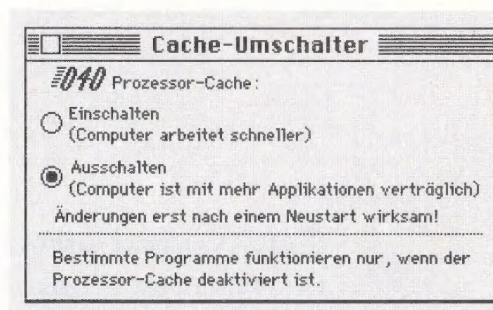 Cache-Umschalter
040 Prozessor-Cache:
Einschalten
(Computer arbeitet schneller)
Ausschalten
(Computer ist mit mehr Applikationen verträglich)
Änderungen erst nach einem Neustart wirksam!
Bestimmte Programme funktionieren nur, wenn der
Prozessor-Cache deaktiviert ist.